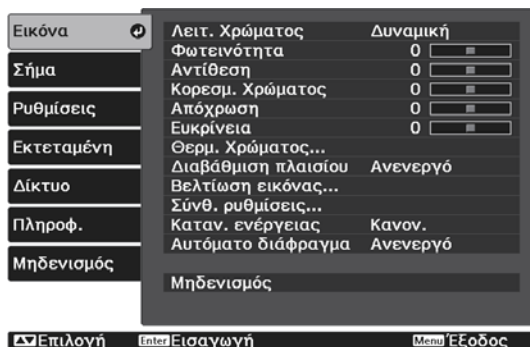 Εικόνα
Σήμα
Ρυθμίσεις
Εκτεταμένη
Δίκτυο
Πληροφ.
Μηδενισμός
Λειτ. Χρώματος Δυναμική
Φωτεινότητα 0
Αντίθεση 0
Κορεσμ. Χρώματος 0
Απόχρωση 0
Ευκρίνεια 0
Θερμ. Χρώματος...
Διαβάθμιση πλαισίου Ανενεργό
Βελτίωση εικόνας...
Σύνθ. ρυθμίσεις...
Καταν. ενέργειας Κανον.
Αυτόματο διάφραγμα Ανενεργό
Μηδενισμός
Επιλογή Enter Εισαγωγή Menu Έξοδος